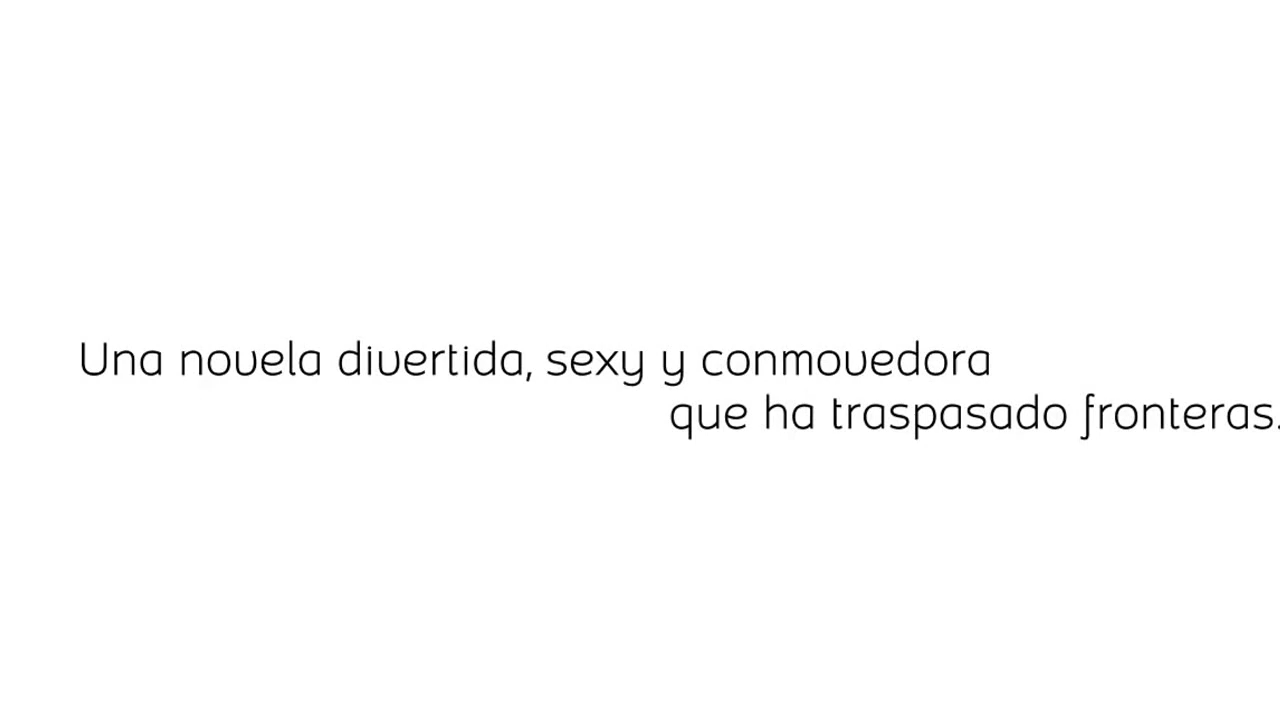 Una novela divertida, sexy y conmovedora
que ha traspasado fronteras.